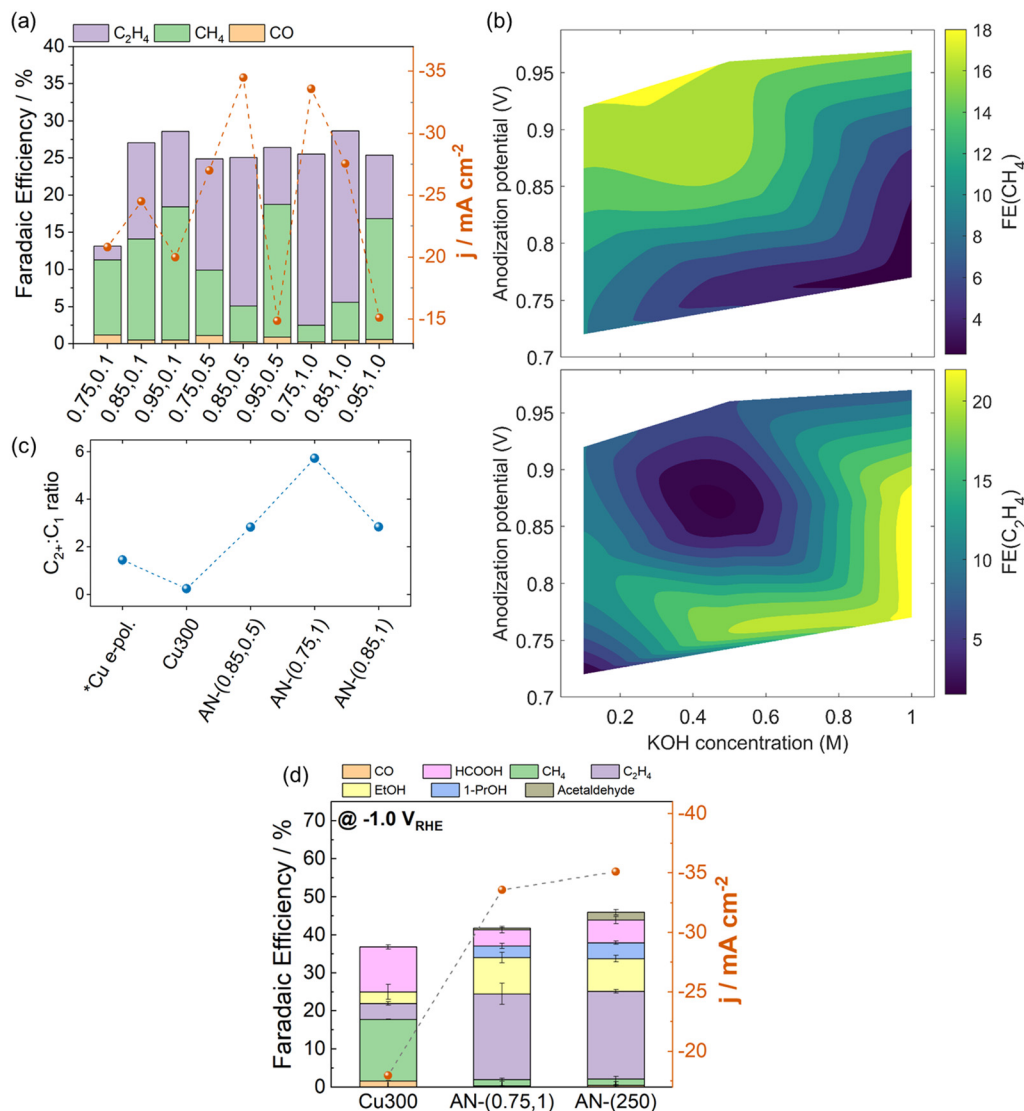 (a)
C₂H₄ CH₄ CO
Faradaic Efficiency / %
40
35
30
25
20
15
10
5
0
-35
-30
-25
-20
-15
j / mA cm⁻²
0.75,0.1
0.85,0.1
0.95,0.1
0.75,0.5
0.85,0.5
0.95,0.5
0.75,1.0
0.85,1.0
0.95,1.0
(b)
Anodization potential (V)
0.95
0.9
0.85
0.8
0.75
0.7
18
16
14
12
10
8
6
4
FE(CH₄)
Anodization potential (V)
0.95
0.9
0.85
0.8
0.75
0.7
0.2 0.4 0.6 0.8 1
KOH concentration (M)
20
15
10
5
FE(C₂H₄)
(c)
C₂₊:C₁ ratio
6
4
2
0
*Cu e-pol.
Cu300
AN-(0.85,0.5)
AN-(0.75,1)
AN-(0.85,1)
(d)
CO HCOOH CH₄ C₂H₄
EtOH 1-PrOH Acetaldehyde
@ -1.0 V_RHE
Faradaic Efficiency / %
70
60
50
40
30
20
10
0
-40
-35
-30
-25
-20
j / mA cm⁻²
Cu300 AN-(0.75,1) AN-(250)